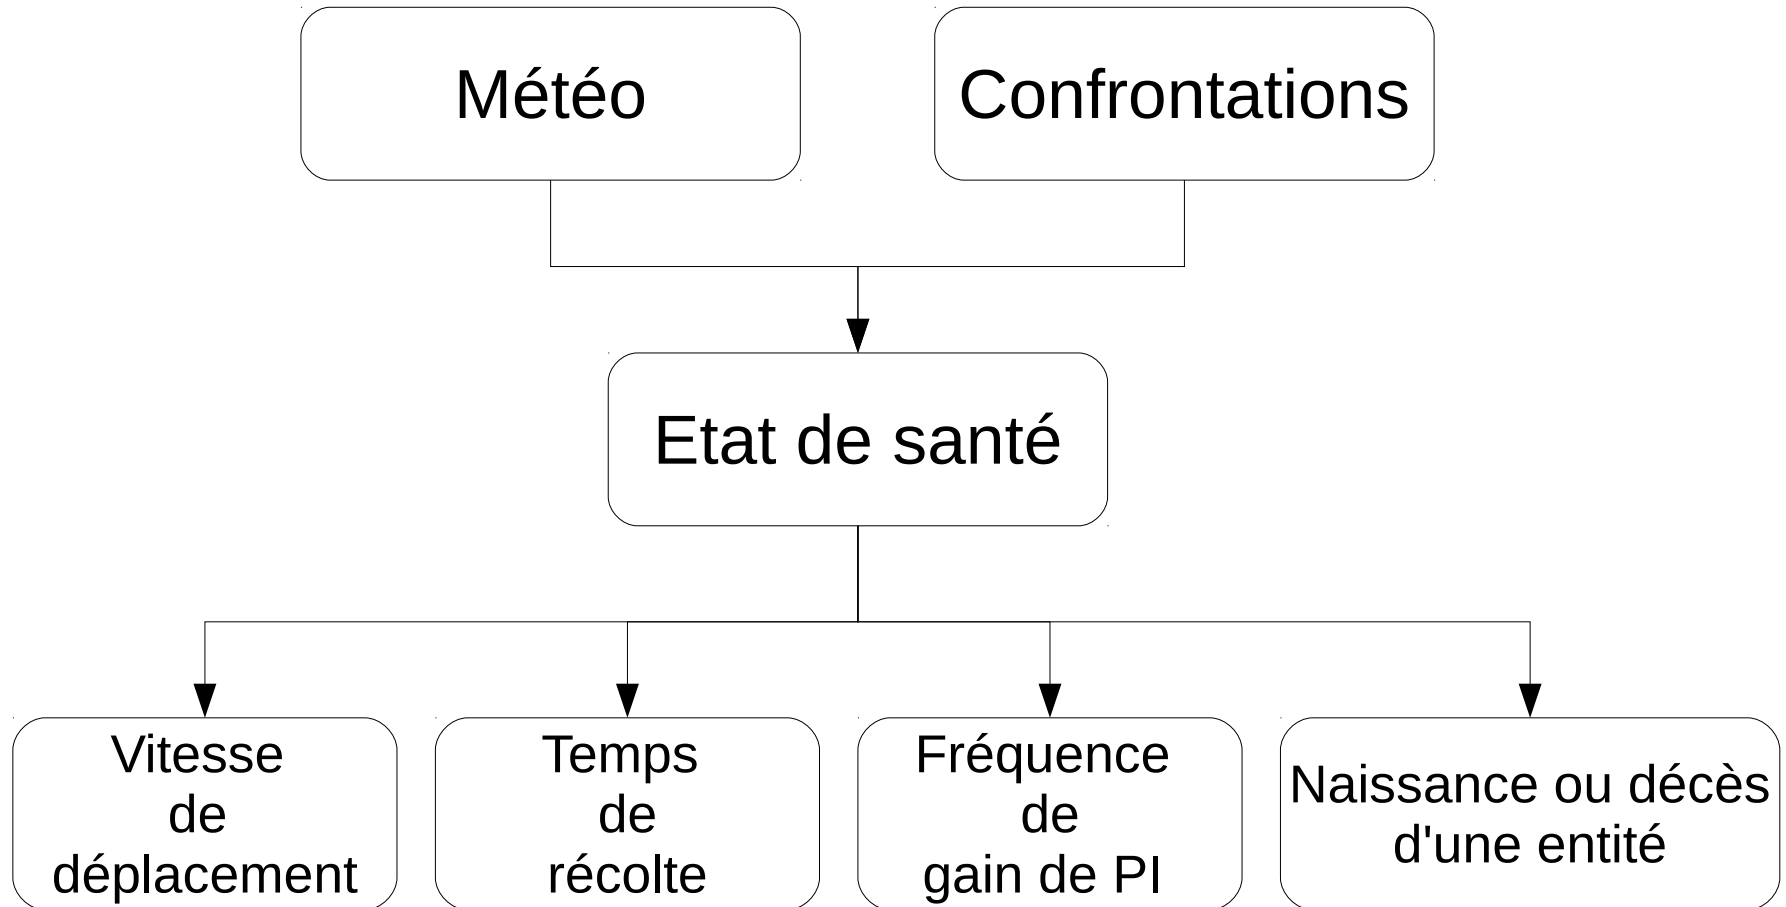 Météo
Confrontations
Etat de santé
Vitesse
de
déplacement
Temps
de
récolte
Fréquence
de
gain de PI
Naissance ou décès
d'une entité